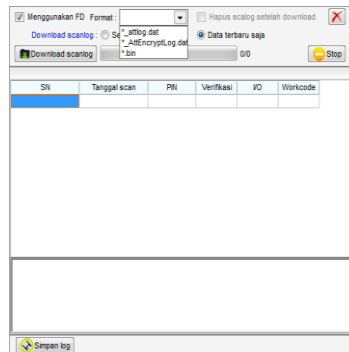 Menggunakan FD Format : Hapus scalog setelah download
*_attlog.dat
Download scanlog : Data terbaru saja
*_AttEncryptLog.dat
Download scanlog *.bin 0/0 Stop
SN Tanggal scan PIN Verifikasi I/O Workcode
Simpan log